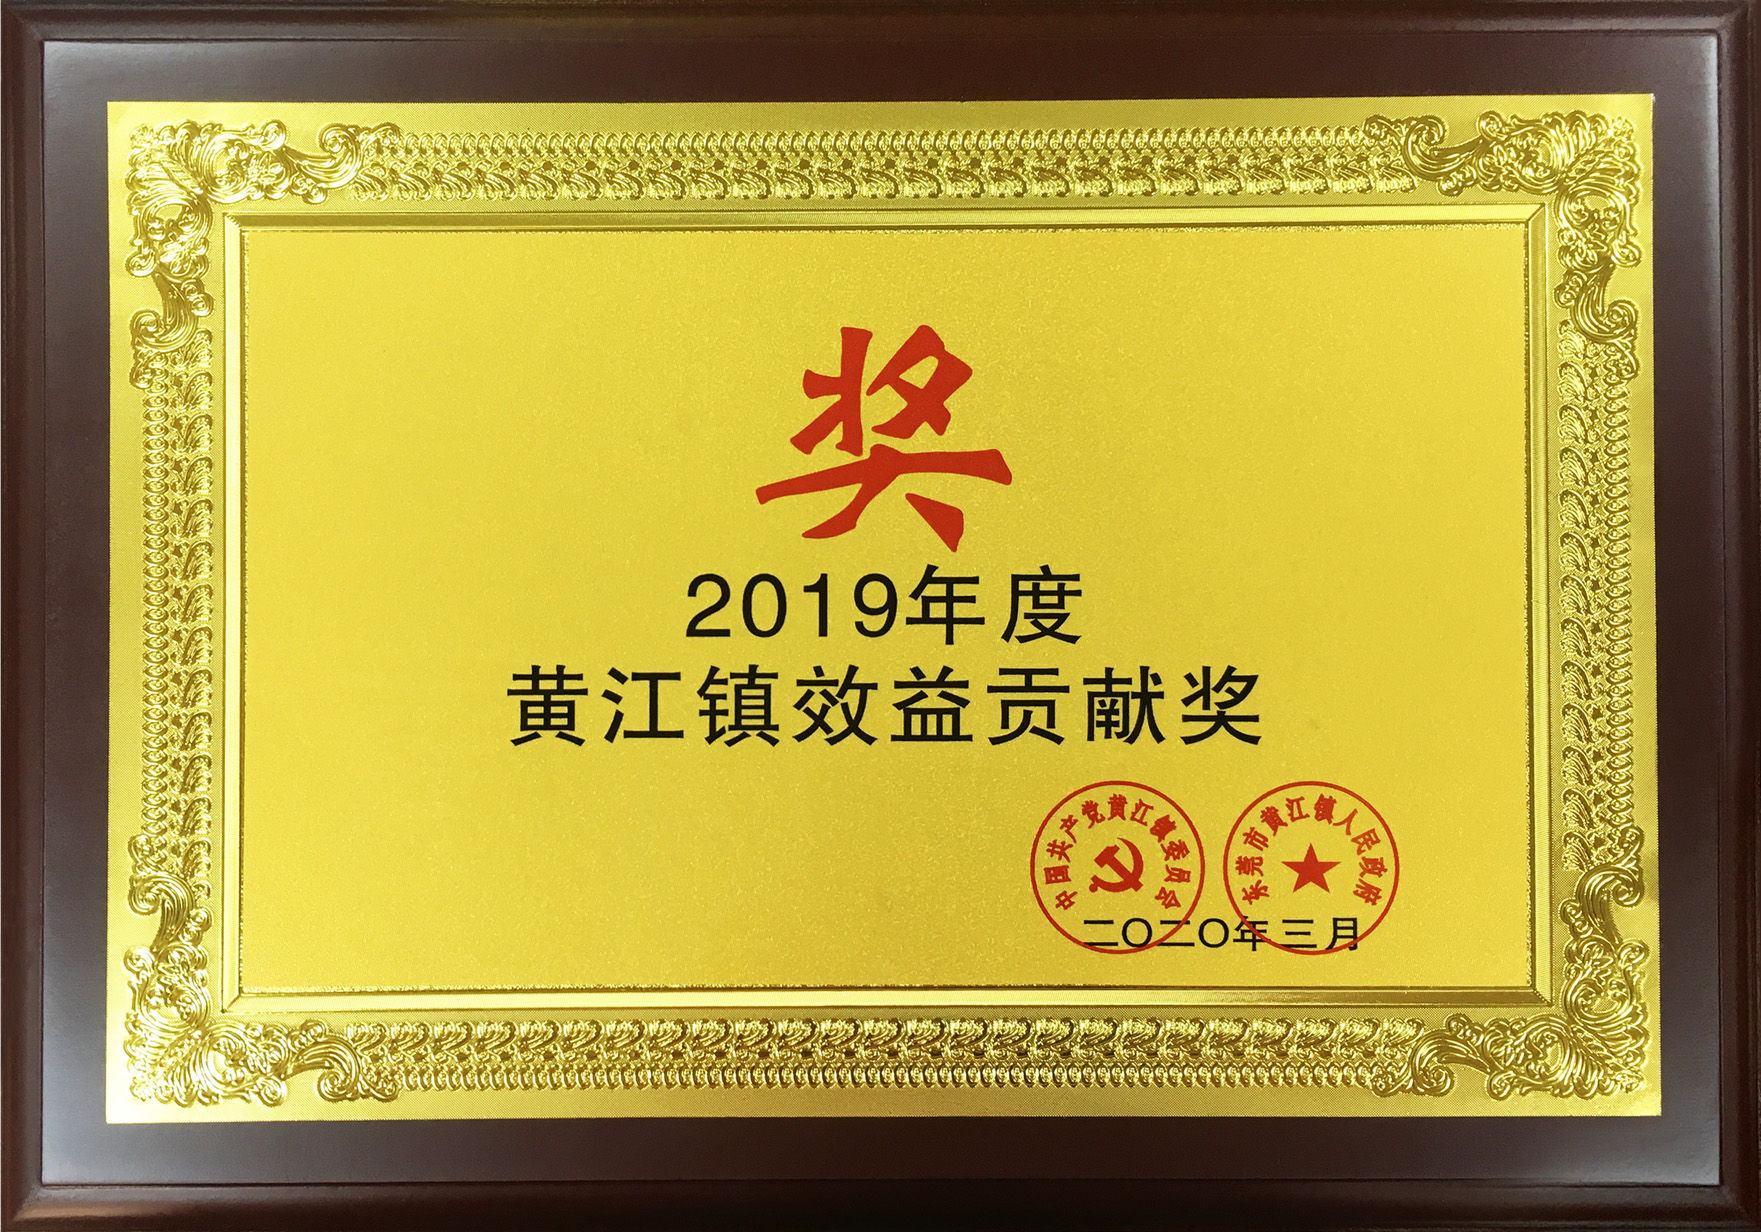 奖
2019年度
黄江镇效益贡献奖
中国共产党黄江镇委员会
东莞市黄江镇人民政府
二〇二〇年三月